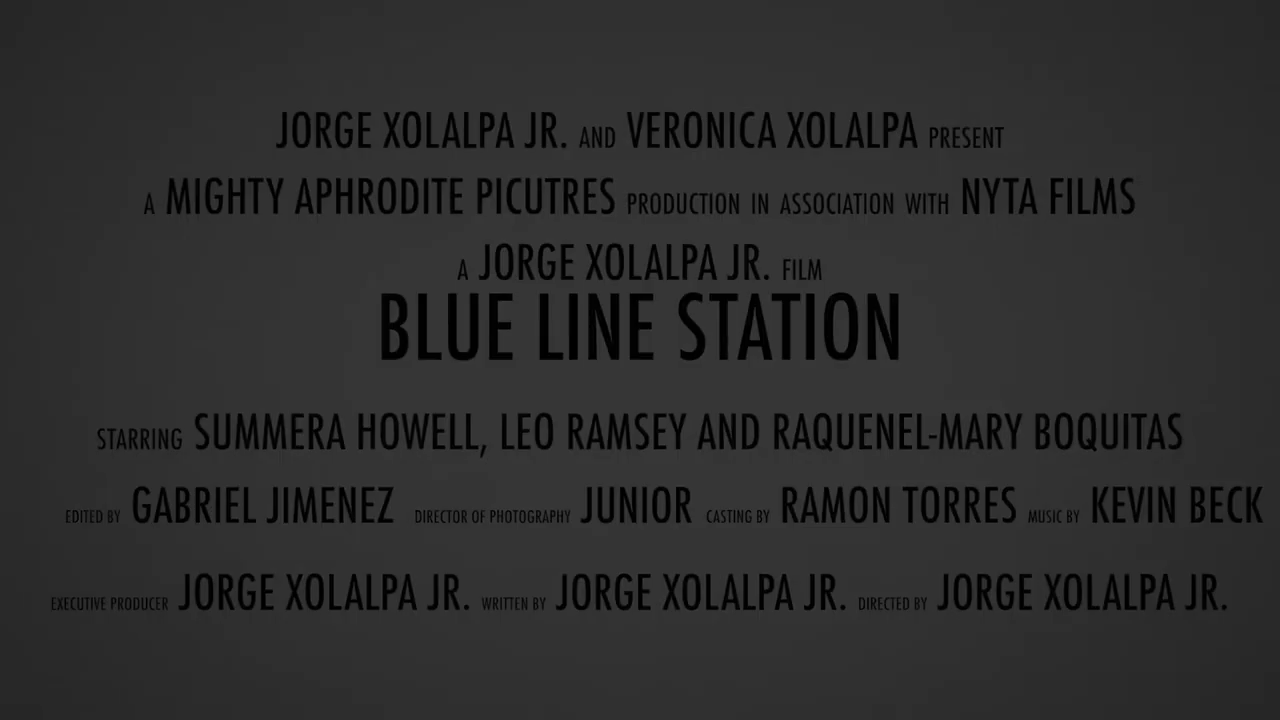 JORGE XOLALPA JR. AND VERONICA XOLALPA PRESENT
A MIGHTY APHRODITE PICUTRES PRODUCTION IN ASSOCIATION WITH NYTA FILMS
A JORGE XOLALPA JR. FILM
BLUE LINE STATION
STARRING SUMMERA HOWELL, LEO RAMSEY AND RAQUENEL-MARY BOQUITAS
EDITED BY GABRIEL JIMENEZ DIRECTOR OF PHOTOGRAPHY JUNIOR CASTING BY RAMON TORRES MUSIC BY KEVIN BECK
EXECUTIVE PRODUCER JORGE XOLALPA JR. WRITTEN BY JORGE XOLALPA JR. DIRECTED BY JORGE XOLALPA JR.